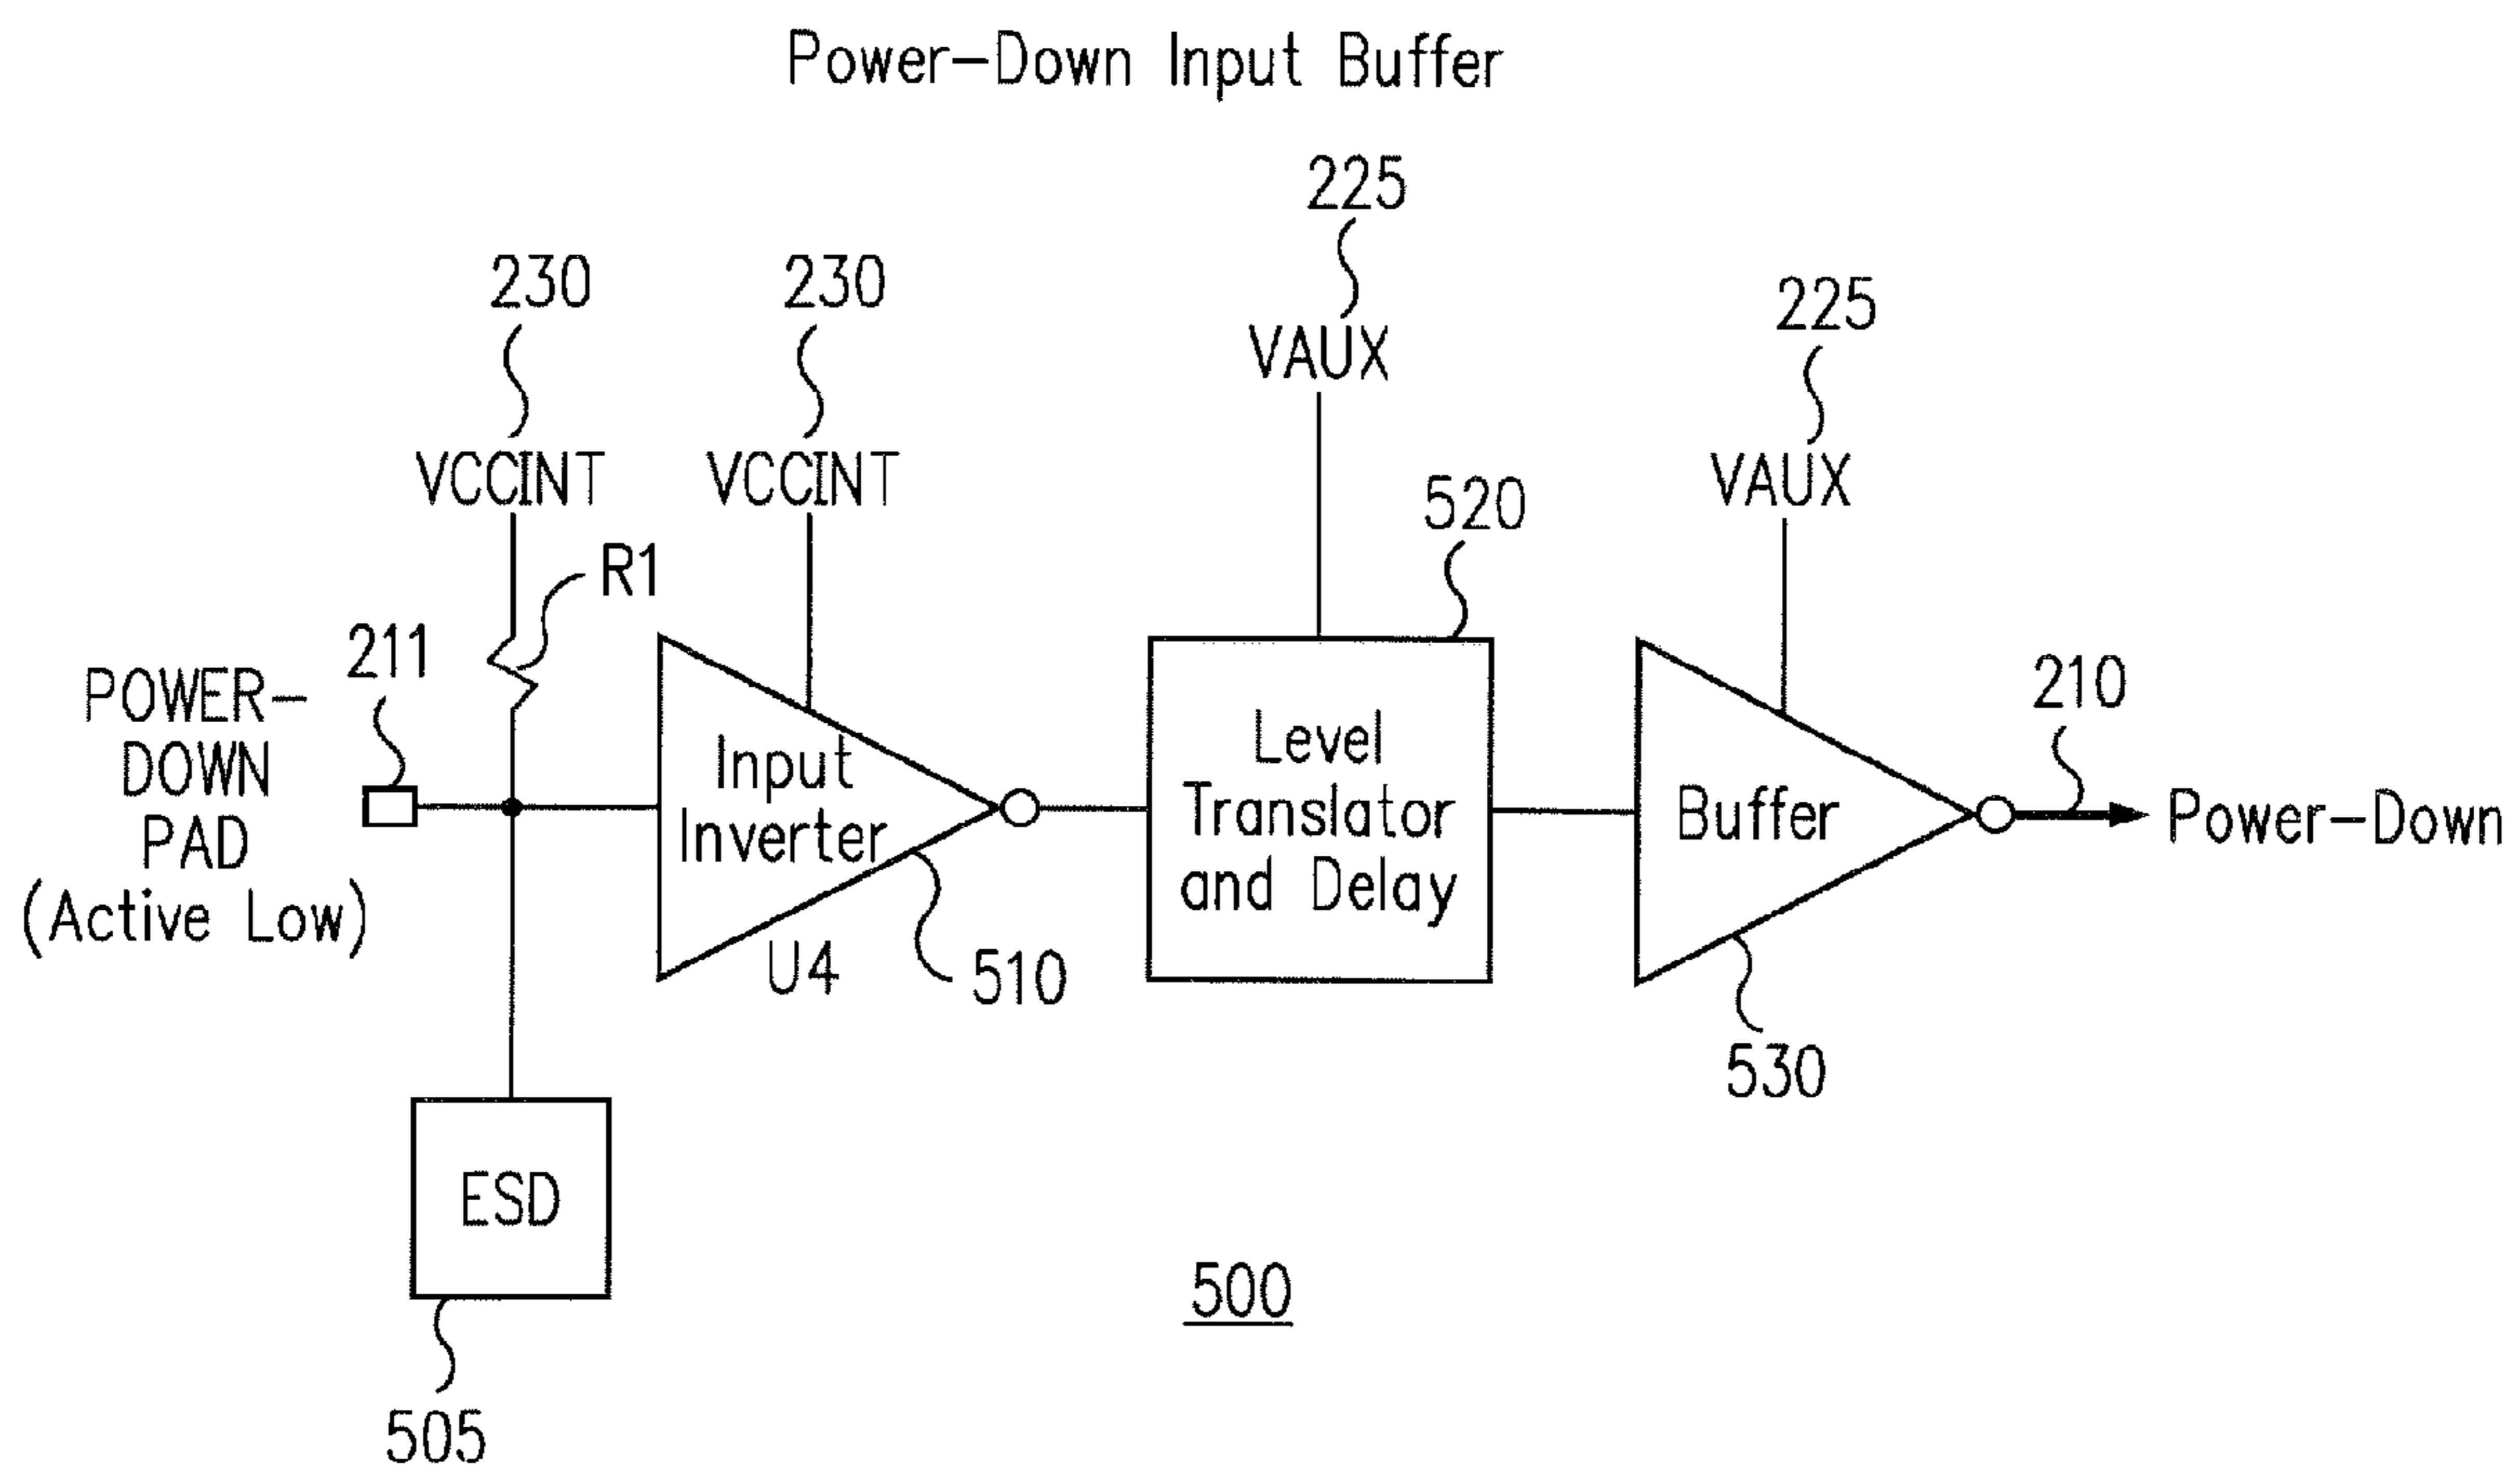 Power-Down Input Buffer
225
230
230
225
VAUX
VCCINT
VCCINT
VAUX
520
R1
211
210
POWER-
DOWN
PAD
(Active Low)
Input
Inverter
U4
510
Level
Translator
and Delay
Buffer
530
Power-Down
ESD
505
500